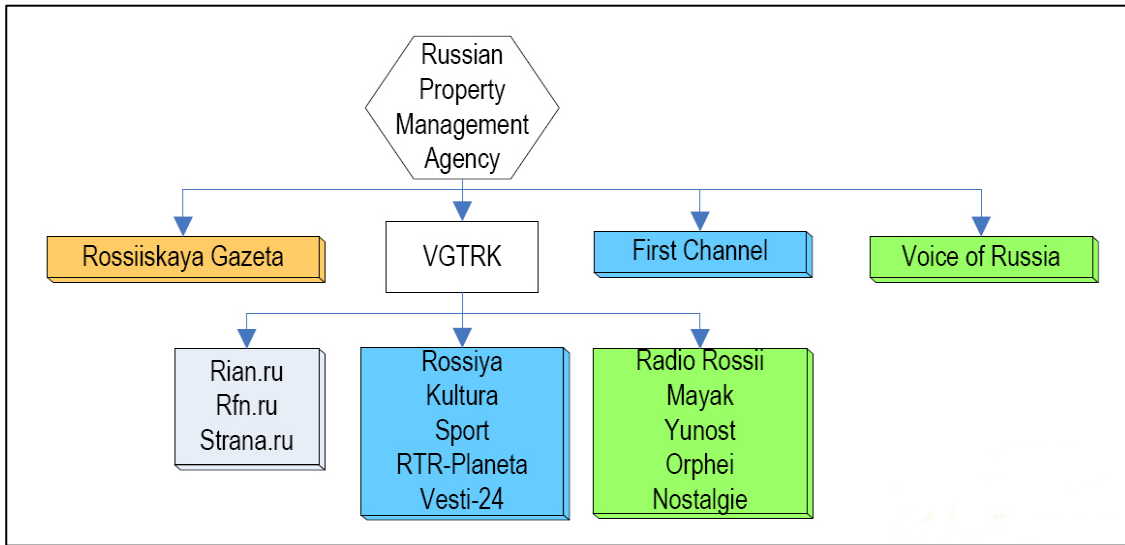 Russian
Property
Management
Agency
Rossiiskaya Gazeta
VGTRK
First Channel
Voice of Russia
Rian.ru
Rfn.ru
Strana.ru
Rossiya
Kultura
Sport
RTR-Planeta
Vesti-24
Radio Rossii
Mayak
Yunost
Orphei
Nostalgie